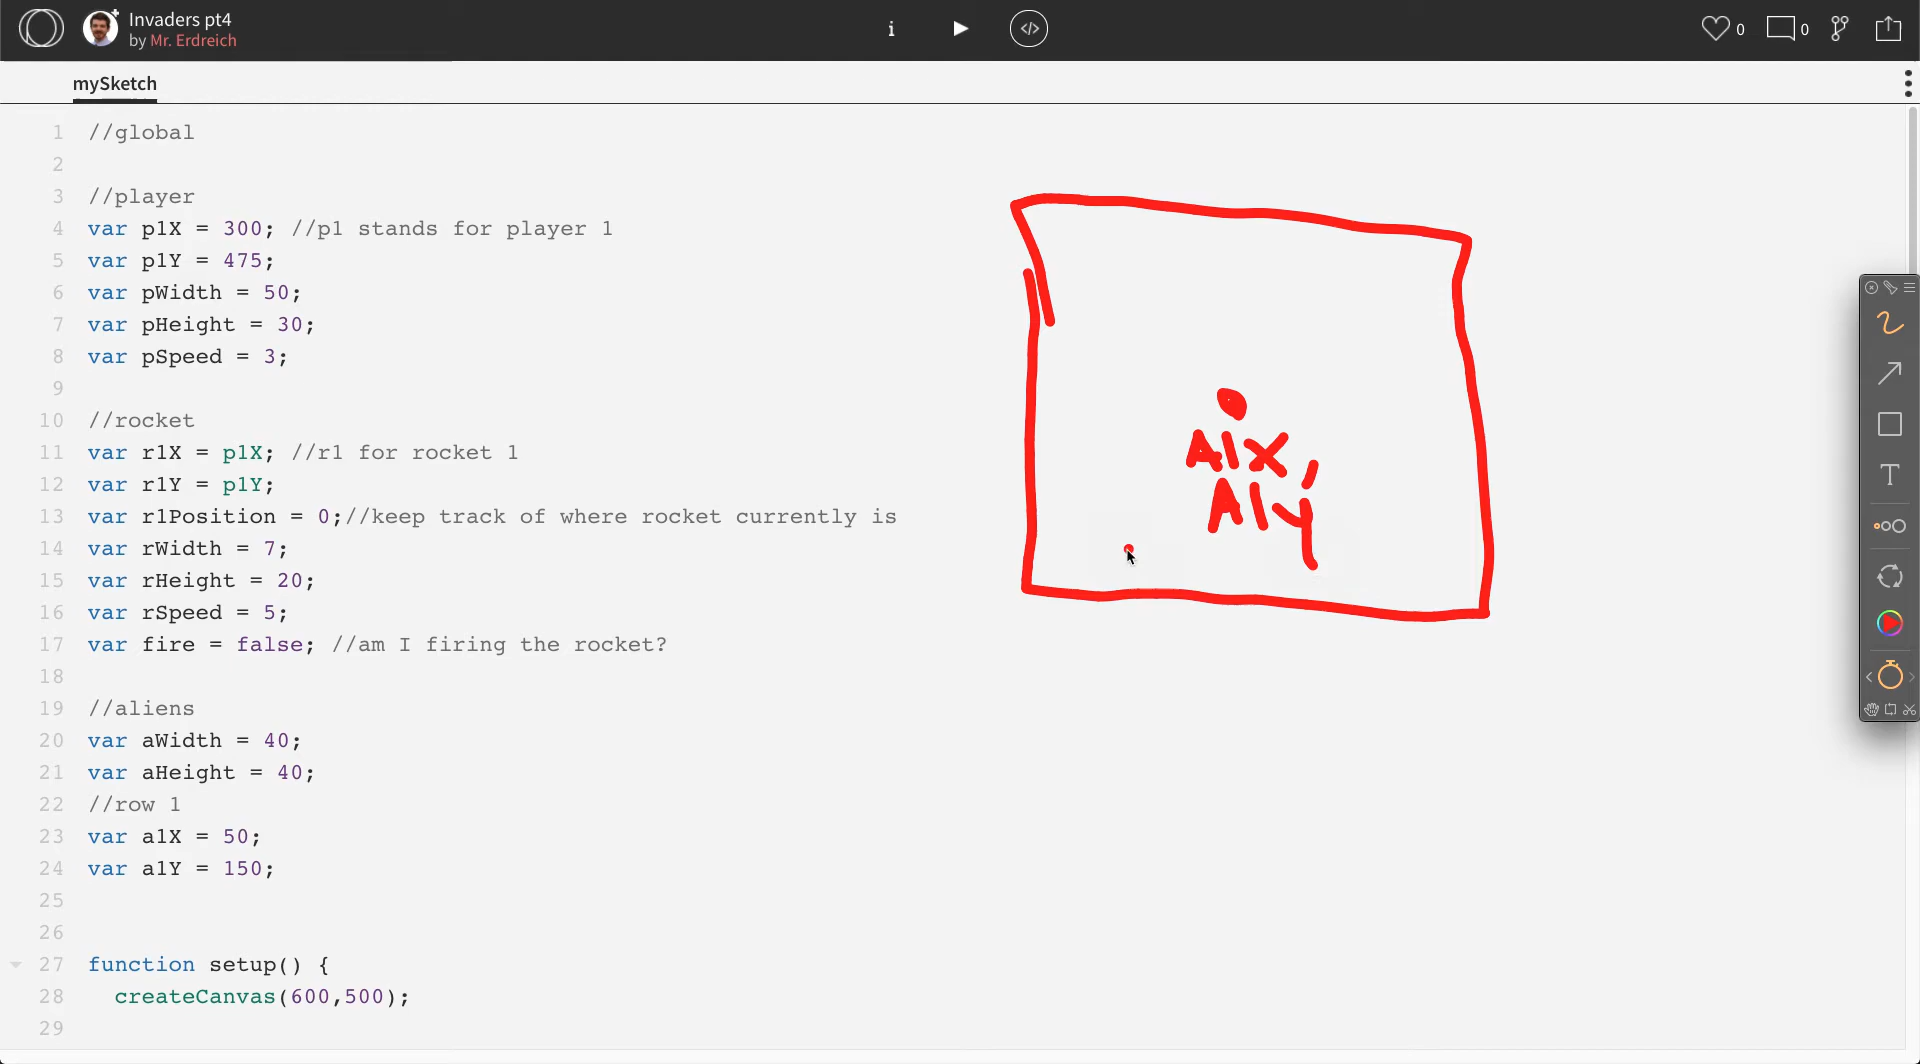 Invaders pt4
by Mr. Erdreich
i
</>
0
0
mySketch
1 //global
2
3 //player
4 var p1X = 300; //p1 stands for player 1
5 var p1Y = 475;
6 var pWidth = 50;
7 var pHeight = 30;
8 var pSpeed = 3;
9
10 //rocket
11 var r1X = p1X; //r1 for rocket 1
12 var r1Y = p1Y;
13 var r1Position = 0;//keep track of where rocket currently is
14 var rWidth = 7;
15 var rHeight = 20;
16 var rSpeed = 5;
17 var fire = false; //am I firing the rocket?
18
19 //aliens
20 var aWidth = 40;
21 var aHeight = 40;
22 //row 1
23 var a1X = 50;
24 var a1Y = 150;
25
26
27 function setup() {
28 createCanvas(600,500);
29
A1X,
A1y
T